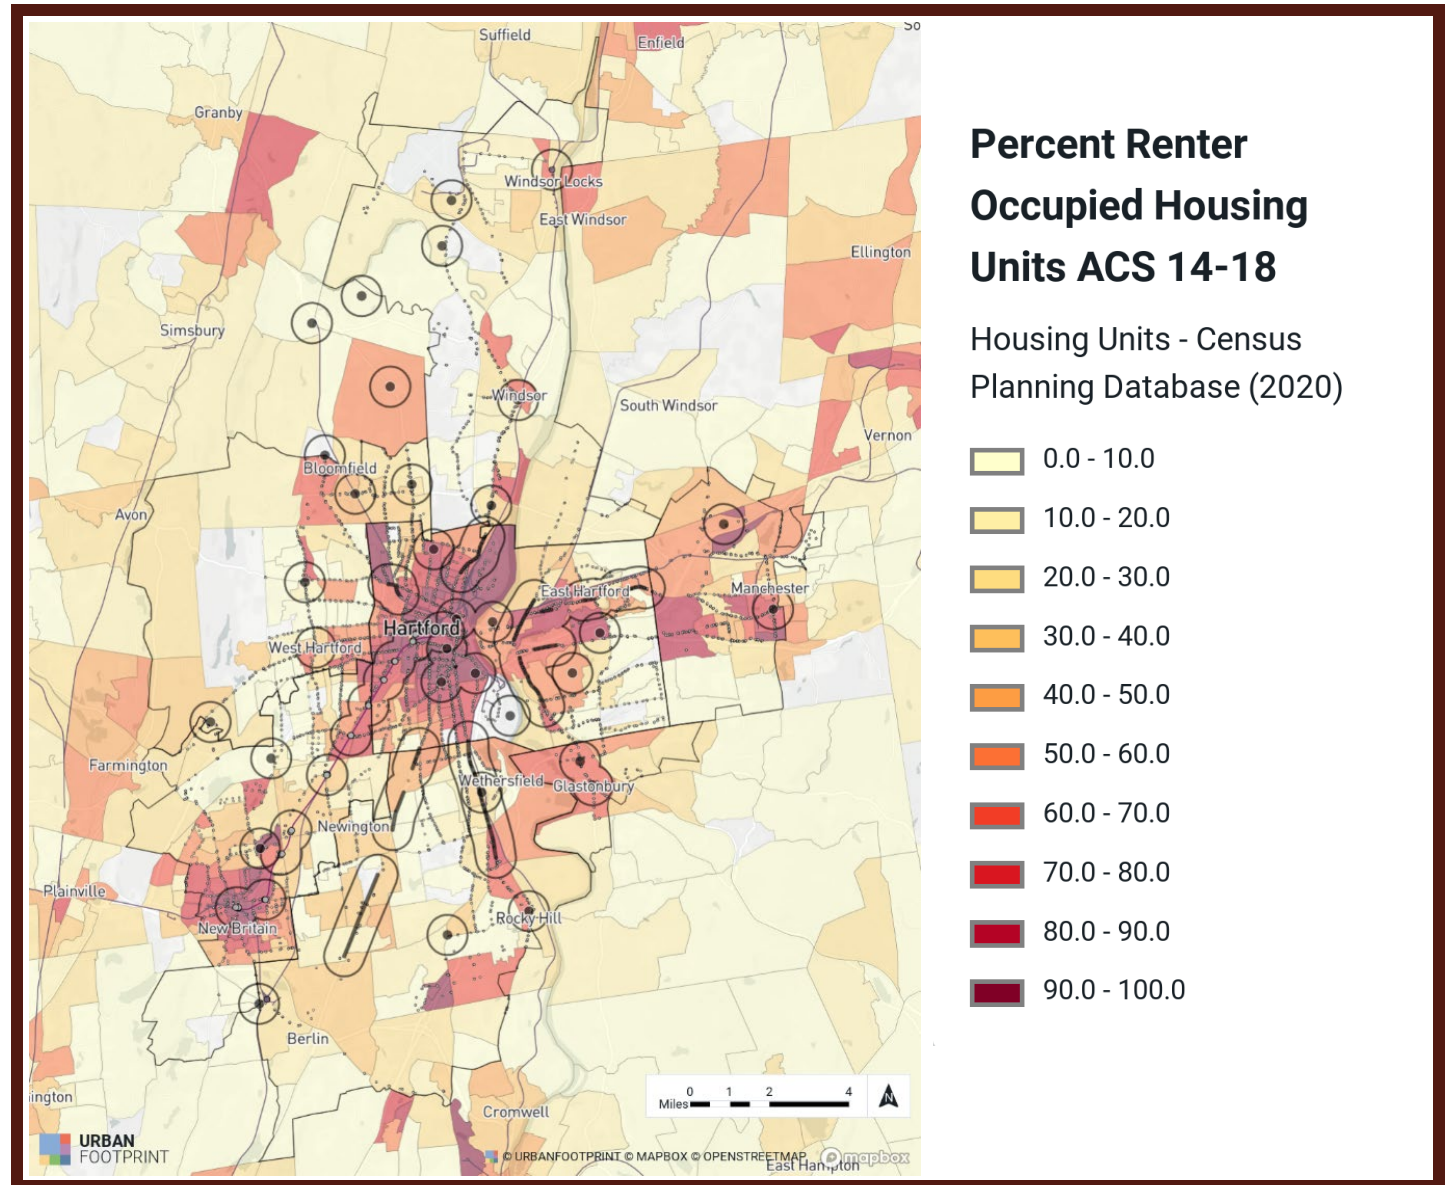 Suffield
Enfield
So
Granby
Windsor Locks
East Windsor
Ellington
Simsbury
Windsor
South Windsor
Vernon
Bloomfield
Avon
East Hartford
Manchester
Hartford
West Hartford
Farmington
Wethersfield
Glastonbury
Newington
Plainville
New Britain
Rocky Hill
Berlin
ington
Cromwell
East Hampton
0 1 2 4
Miles
N
URBAN
FOOTPRINT
© URBANFOOTPRINT © MAPBOX © OPENSTREETMAP
mapbox
Percent Renter
Occupied Housing
Units ACS 14-18
Housing Units - Census
Planning Database (2020)
0.0 - 10.0
10.0 - 20.0
20.0 - 30.0
30.0 - 40.0
40.0 - 50.0
50.0 - 60.0
60.0 - 70.0
70.0 - 80.0
80.0 - 90.0
90.0 - 100.0